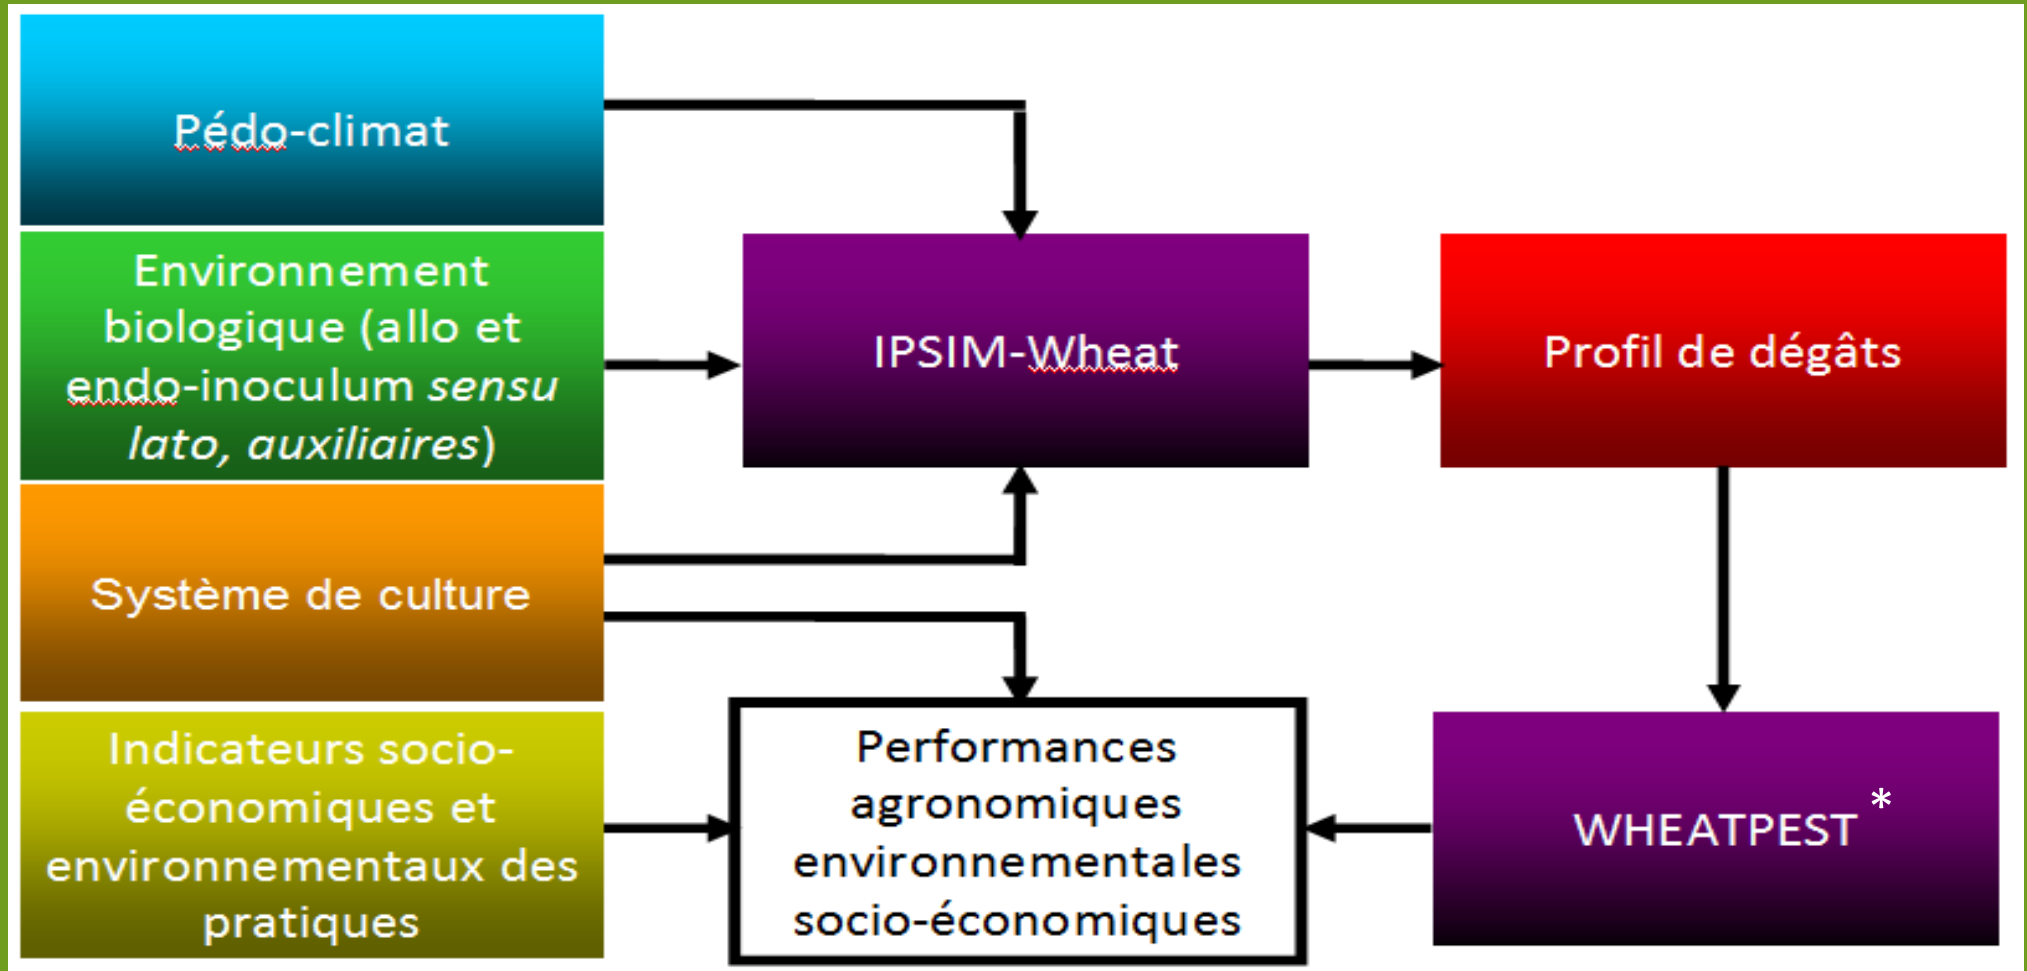 Pédo-climat
Environnement
biologique (allo et
endo-inoculum sensu
lato, auxiliaires)
Système de culture
Indicateurs socio-
économiques et
environnementaux des
pratiques
IPSIM-Wheat
Profil de dégâts
Performances
agronomiques
environnementales
socio-économiques
WHEATPEST *